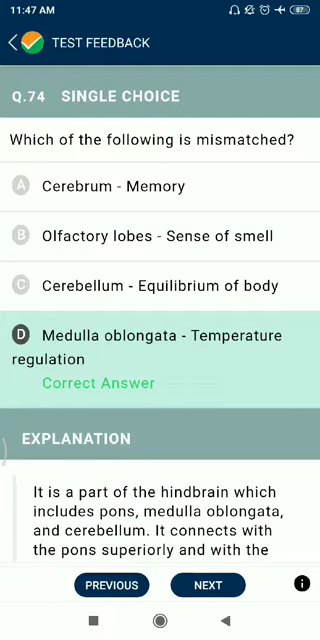 11:47 AM
87
TEST FEEDBACK
Q.74 SINGLE CHOICE
Which of the following is mismatched?
A Cerebrum - Memory
B Olfactory lobes - Sense of smell
C Cerebellum - Equilibrium of body
D Medulla oblongata - Temperature
regulation
Correct Answer
EXPLANATION
It is a part of the hindbrain which
includes pons, medulla oblongata,
and cerebellum. It connects with
the pons superiorly and with the
PREVIOUS NEXT